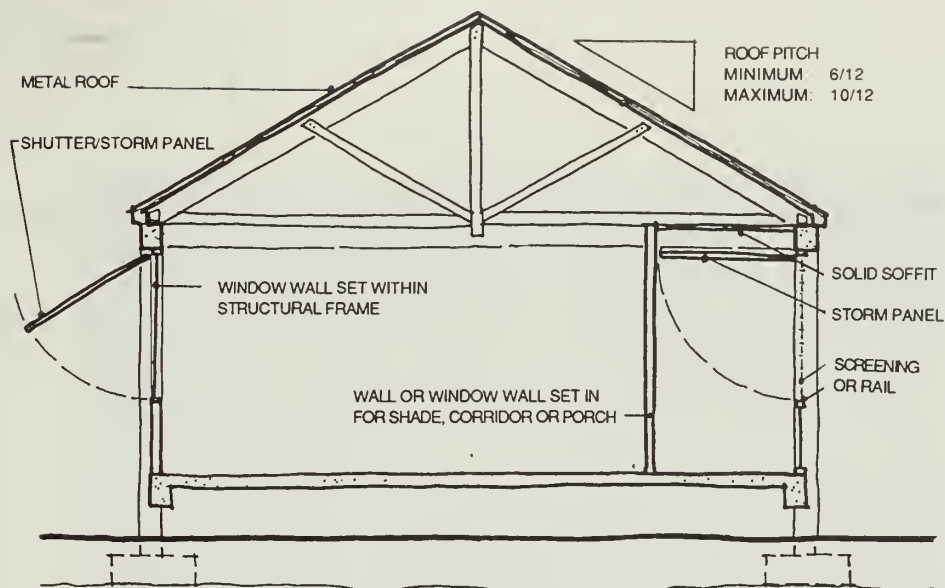 ROOF PITCH
MINIMUM: 6/12
MAXIMUM: 10/12
METAL ROOF
SHUTTER/STORM PANEL
SOLID SOFFIT
WINDOW WALL SET WITHIN
STRUCTURAL FRAME
STORM PANEL
SCREENING
OR RAIL
WALL OR WINDOW WALL SET IN
FOR SHADE, CORRIDOR OR PORCH